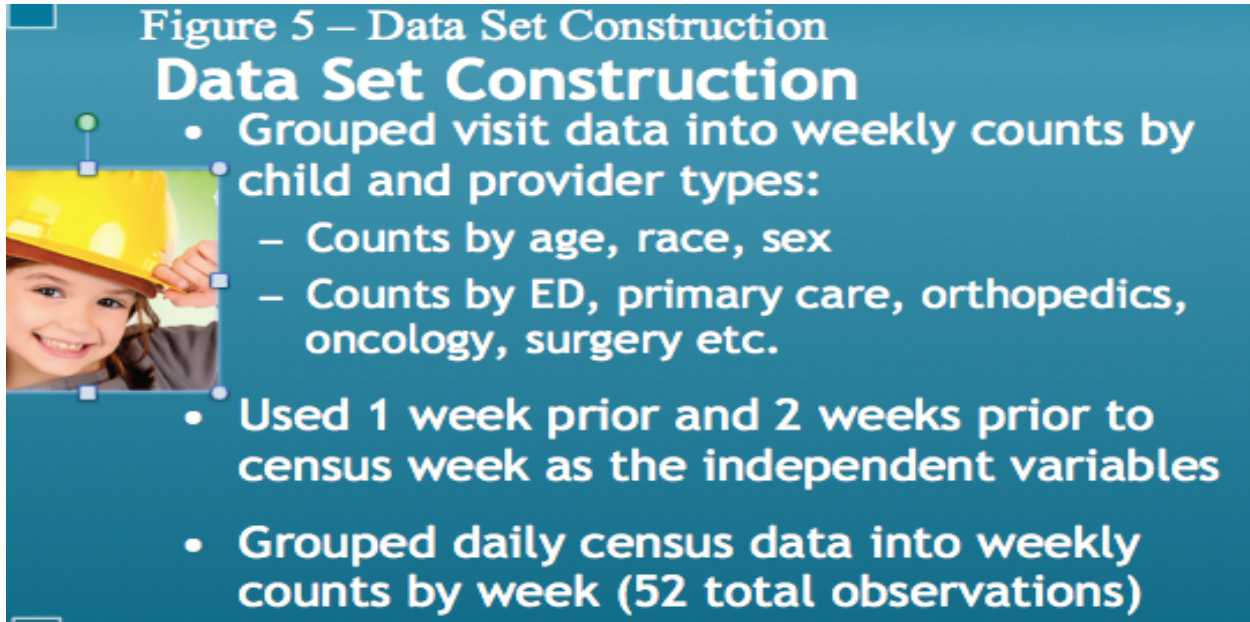 Figure 5 – Data Set Construction
Data Set Construction
• Grouped visit data into weekly counts by
child and provider types:
– Counts by age, race, sex
– Counts by ED, primary care, orthopedics,
oncology, surgery etc.
• Used 1 week prior and 2 weeks prior to
census week as the independent variables
• Grouped daily census data into weekly
counts by week (52 total observations)